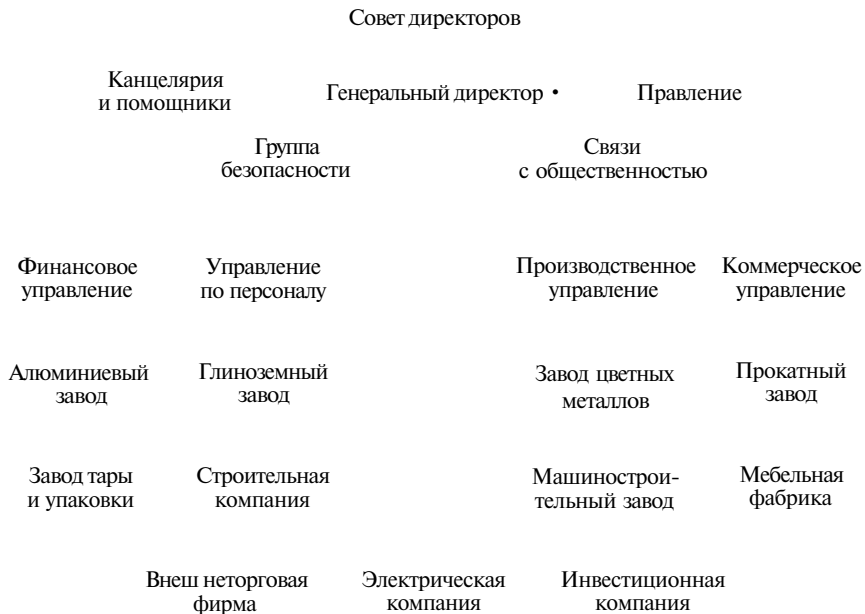 Совет директоров
Канцелярия
и помощники
Генеральный директор •
Правление
Группа
безопасности
Связи
с общественностью
Финансовое
управление
Управление
по персоналу
Производственное
управление
Коммерческое
управление
Алюминиевый
завод
Глиноземный
завод
Завод цветных
металлов
Прокатный
завод
Завод тары
и упаковки
Строительная
компания
Машинострои-
тельный завод
Мебельная
фабрика
Внеш неторговая
фирма
Электрическая
компания
Инвестиционная
компания